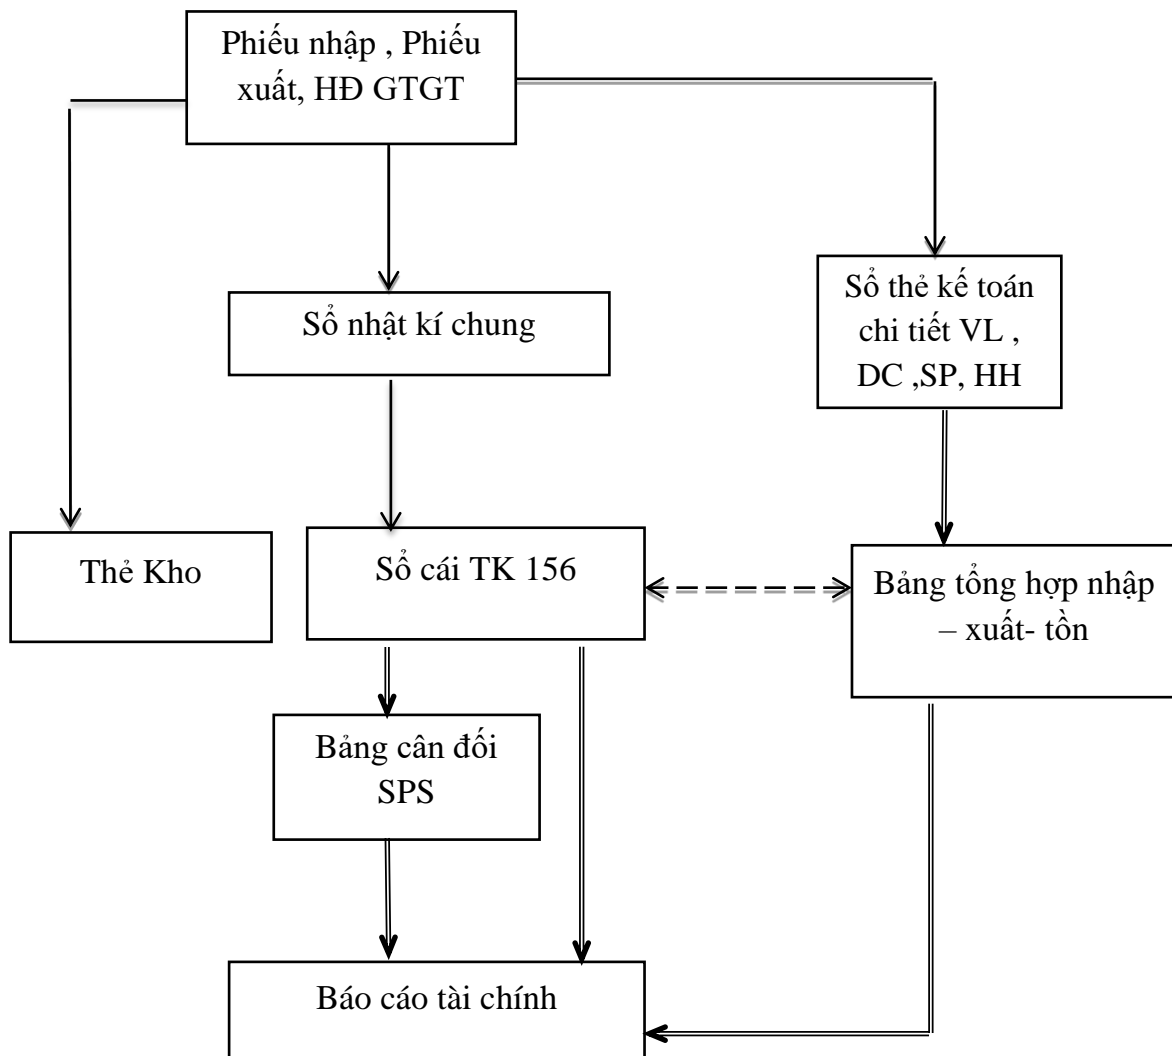 Phiếu nhập , Phiếu
xuất, HĐ GTGT
Sổ nhật kí chung
Sổ thẻ kế toán
chi tiết VL ,
DC ,SP, HH
Thẻ Kho
Sổ cái TK 156
Bảng tổng hợp nhập
– xuất- tồn
Bảng cân đối
SPS
Báo cáo tài chính